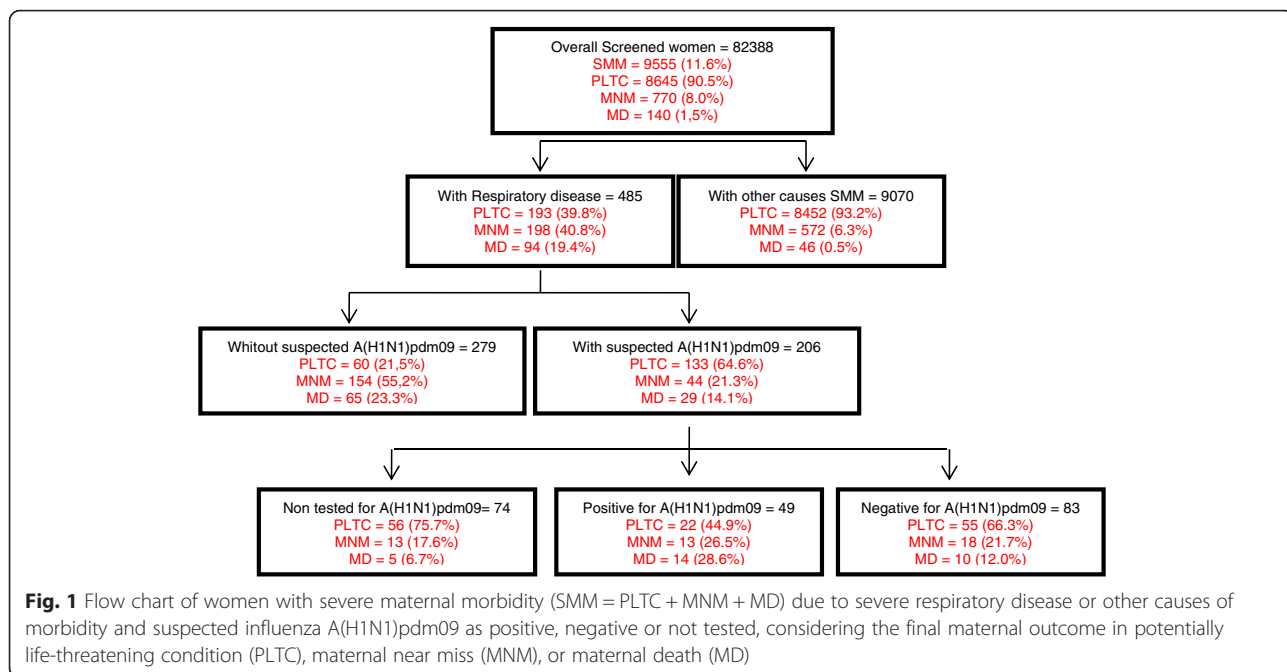 Overall Screened women = 82388
SMM = 9555 (11.6%)
PLTC = 8645 (90.5%)
MNM = 770 (8.0%)
MD = 140 (1,5%)
With Respiratory disease = 485
PLTC = 193 (39.8%)
MNM = 198 (40.8%)
MD = 94 (19.4%)
With other causes SMM = 9070
PLTC = 8452 (93.2%)
MNM = 572 (6.3%)
MD = 46 (0.5%)
Whitout suspected A(H1N1)pdm09 = 279
PLTC = 60 (21,5%)
MNM = 154 (55,2%)
MD = 65 (23,3%)
With suspected A(H1N1)pdm09 = 206
PLTC = 133 (64.6%)
MNM = 44 (21.3%)
MD = 29 (14.1%)
Non tested for A(H1N1)pdm09= 74
PLTC = 56 (75.7%)
MNM = 13 (17.6%)
MD = 5 (6.7%)
Positive for A(H1N1)pdm09 = 49
PLTC = 22 (44.9%)
MNM = 13 (26.5%)
MD = 14 (28.6%)
Negative for A(H1N1)pdm09 = 83
PLTC = 55 (66.3%)
MNM = 18 (21.7%)
MD = 10 (12.0%)
Fig. 1 Flow chart of women with severe maternal morbidity (SMM = PLTC + MNM + MD) due to severe respiratory disease or other causes of
morbidity and suspected influenza A(H1N1)pdm09 as positive, negative or not tested, considering the final maternal outcome in potentially
life-threatening condition (PLTC), maternal near miss (MNM), or maternal death (MD)